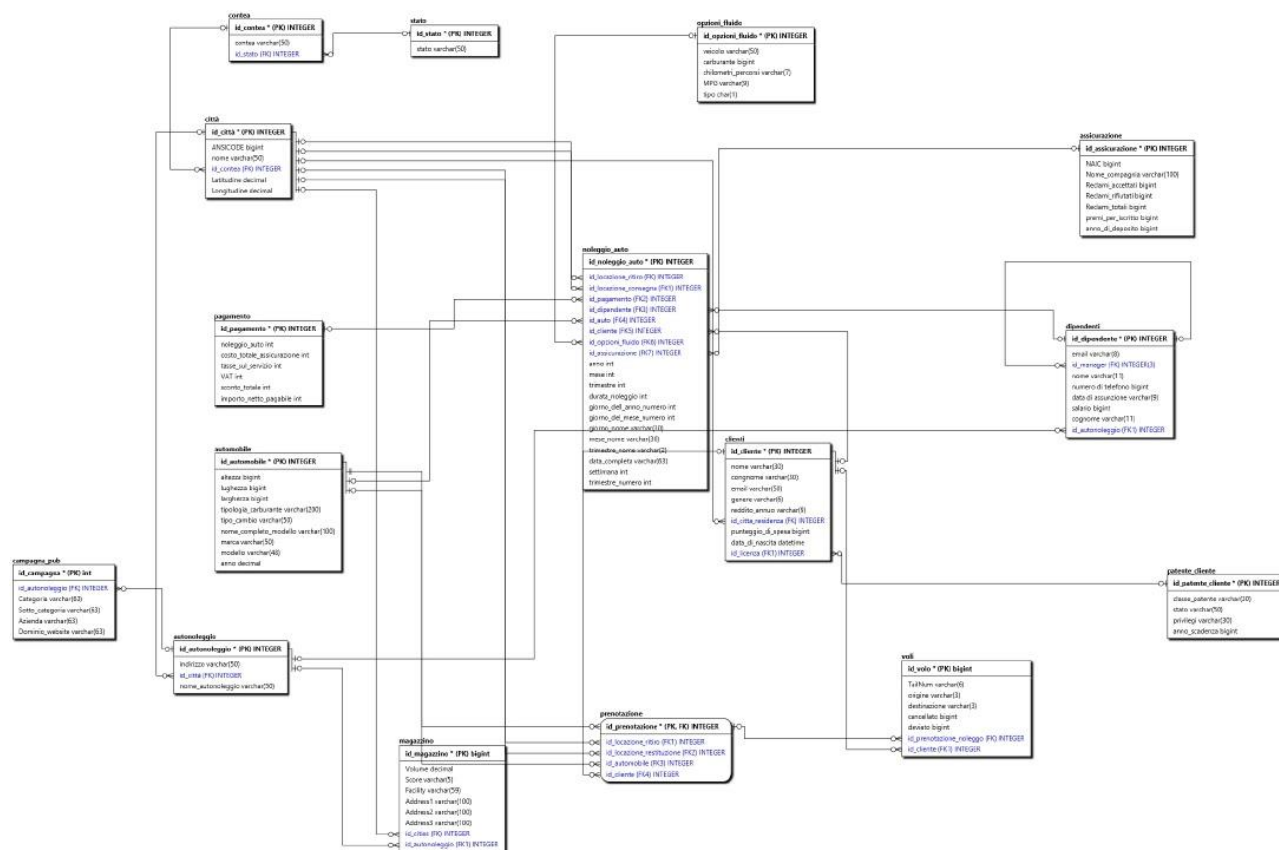 contea
id_contea * (PK) INTEGER
contea varchar(50)
id_stato (FK) INTEGER
stato
id_stato * (PK) INTEGER
stato varchar(50)
opzioni_fluido
id_opzioni_fluido * (PK) INTEGER
veicolo varchar(50)
carburante bigint
chilometri_percorsi varchar(7)
MPG varchar(9)
tipo char(1)
città
id_città * (PK) INTEGER
ANSICODE bigint
nome varchar(50)
id_contea (FK) INTEGER
Latitudine decimal
Longitudine decimal
assicurazione
id_assicurazione * (PK) INTEGER
NAIC bigint
Nome_compagnia varchar(100)
Reclami_accettati bigint
Reclami_rifiutati bigint
Reclami_totali bigint
premi_per_iscritto bigint
anno_di_deposito bigint
noleggio_auto
id_noleggio_auto * (PK) INTEGER
id_locazione_ritiro (FK) INTEGER
id_locazione_consegna (FK1) INTEGER
id_pagamento (FK2) INTEGER
id_dipendente (FK3) INTEGER
id_auto (FK4) INTEGER
id_cliente (FK5) INTEGER
id_opzioni_fluido (FK6) INTEGER
id_assicurazione (FK7) INTEGER
anno int
mese int
trimestre int
durata_noleggio int
giorno_dell_anno_numero int
giorno_del_mese_numero int
giorno_nome varchar(30)
mese_nome varchar(30)
trimestre_nome varchar(2)
data_completa varchar(63)
settimana int
trimestre_numero int
pagamento
id_pagamento * (PK) INTEGER
noleggio_auto int
costo_totale_assicurazione int
tasse_sul_servizio int
VAT int
sconto_totale int
importo_netto_pagabile int
dipendenti
id_dipendente * (PK) INTEGER
email varchar(8)
id_manager (FK) INTEGER(3)
nome varchar(11)
numero di telefono bigint
data di assunzione varchar(9)
salario bigint
cognome varchar(11)
id_autonoleggio (FK1) INTEGER
automobile
id_automobile * (PK) INTEGER
altezza bigint
lughezza bigint
larghezza bigint
tipologia_carburante varchar(200)
tipo_cambio varchar(50)
nome_completo_modello varchar(100)
marca varchar(50)
modello varchar(48)
anno decimal
clienti
id_cliente * (PK) INTEGER
nome varchar(30)
congnome varchar(30)
email varchar(50)
genere varchar(6)
reddito_annuo varchar(9)
id_citta_residenza (FK) INTEGER
punteggio_di_spesa bigint
data_di_nascita datetime
id_licenza (FK1) INTEGER
campagna_pub
id_campagna * (PK) int
id_autonoleggio (FK) INTEGER
Categoria varchar(63)
Sotto_categoria varchar(63)
Azienda varchar(63)
Dominio_website varchar(63)
patente_cliente
id_patente_cliente * (PK) INTEGER
classe_patente varchar(20)
stato varchar(50)
privilegi varchar(30)
anno_scadenza bigint
autonoleggio
id_autonoleggio * (PK) INTEGER
indirizzo varchar(50)
id_città (FK) INTEGER
nome_autonoleggio varchar(50)
voli
id_volo * (PK) bigint
TailNum varchar(6)
origine varchar(3)
destinazione varchar(3)
cancellato bigint
deviato bigint
id_prenotazione_noleggo (FK) INTEGER
id_cliente (FK1) INTEGER
prenotazione
id_prenotazione * (PK, FK) INTEGER
id_locazione_ritiro (FK1) INTEGER
id_locazione_restituzione (FK2) INTEGER
id_automobile (FK3) INTEGER
id_cliente (FK4) INTEGER
magazzino
id_magazzino * (PK) bigint
Volume decimal
Score varchar(5)
Facility varchar(59)
Address1 varchar(100)
Address2 varchar(100)
Address3 varchar(100)
id_cities (FK) INTEGER
id_autonoleggio (FK1) INTEGER